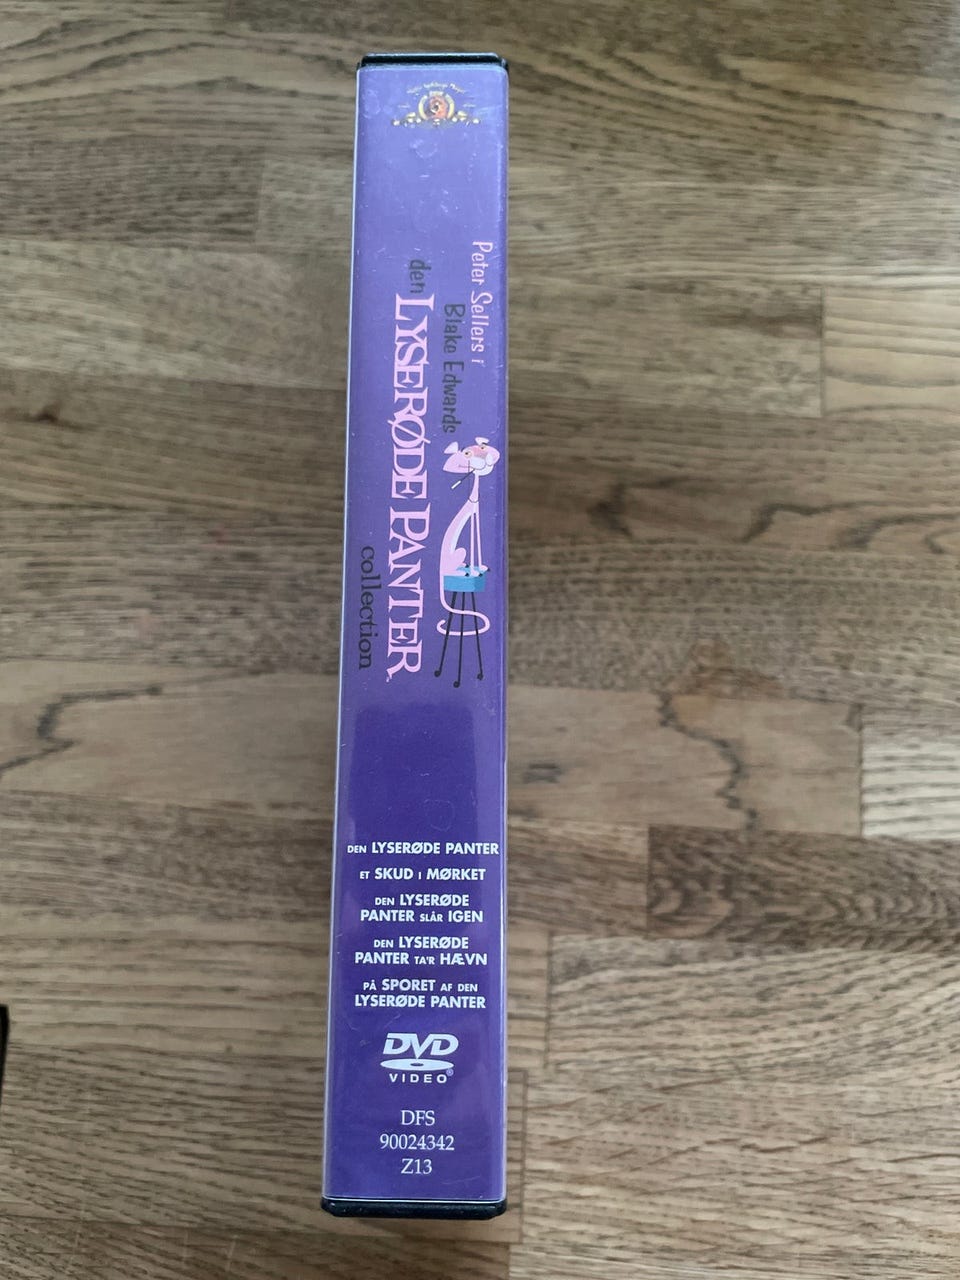 Peter Sellers i
Blake Edwards
den LYSERØDE PANTER
collection
DEN LYSERØDE PANTER
ET SKUD I MØRKET
DEN LYSERØDE
PANTER SLÅR IGEN
DEN LYSERØDE
PANTER TA'R HÆVN
PÅ SPORET AF DEN
LYSERØDE PANTER
DVD
VIDEO®
DFS
90024342
Z13